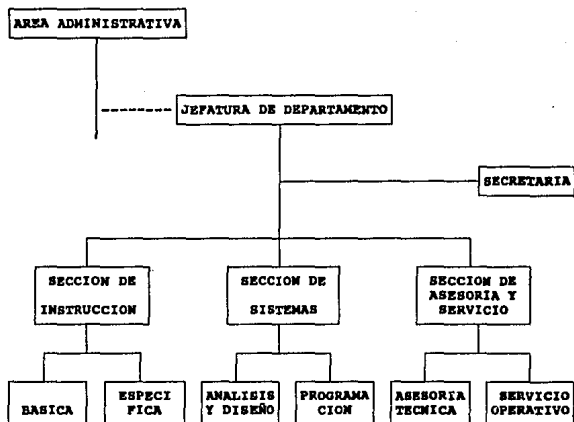 AREA ADMINISTRATIVA
JEFATURA DE DEPARTAMENTO
SECRETARIA
SECCION DE
INSTRUCCION
SECCION DE
SISTEMAS
SECCION DE
ASESORIA Y
SERVICIO
BASICA
ESPECI
FICA
ANALISIS
Y DISEÑO
PROGRAMA
CION
ASESORIA
TECNICA
SERVICIO
OPERATIVO